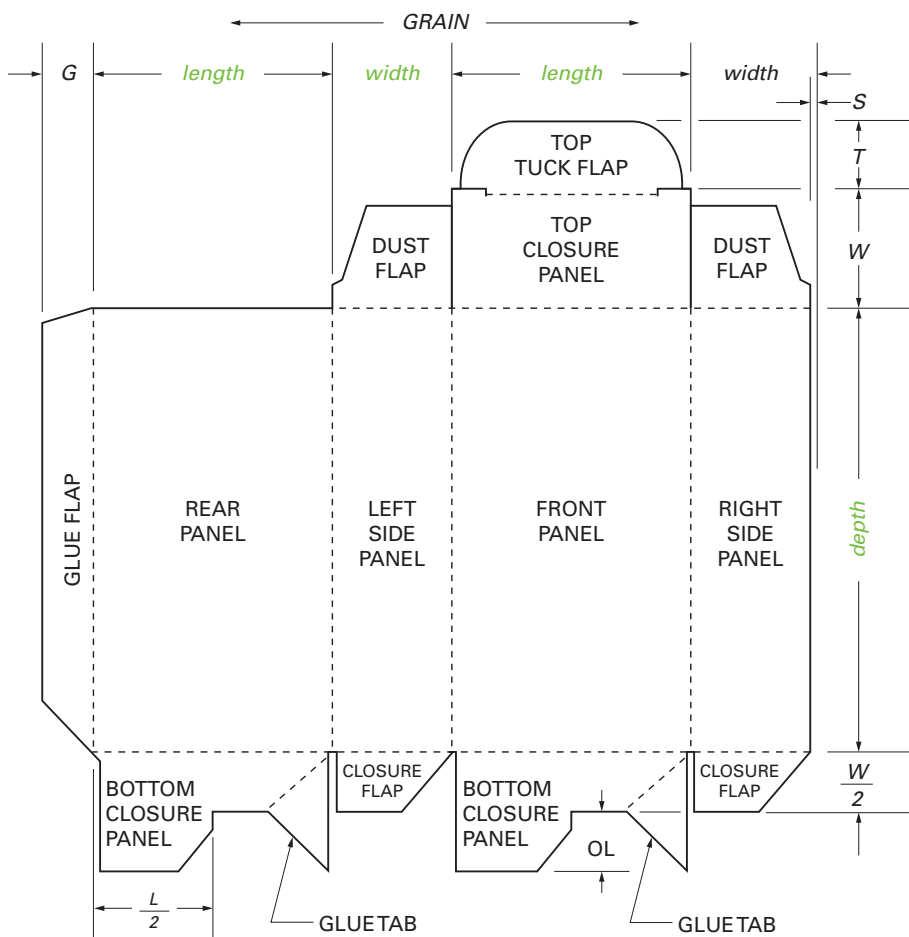 GRAIN
G
length
width
length
width
S
TOP
TUCK FLAP
T
DUST
FLAP
TOP
CLOSURE
PANEL
DUST
FLAP
W
GLUE FLAP
REAR
PANEL
LEFT
SIDE
PANEL
FRONT
PANEL
RIGHT
SIDE
PANEL
depth
BOTTOM
CLOSURE
PANEL
CLOSURE
FLAP
BOTTOM
CLOSURE
PANEL
OL
CLOSURE
FLAP
W
2
L
2
GLUE TAB
GLUE TAB